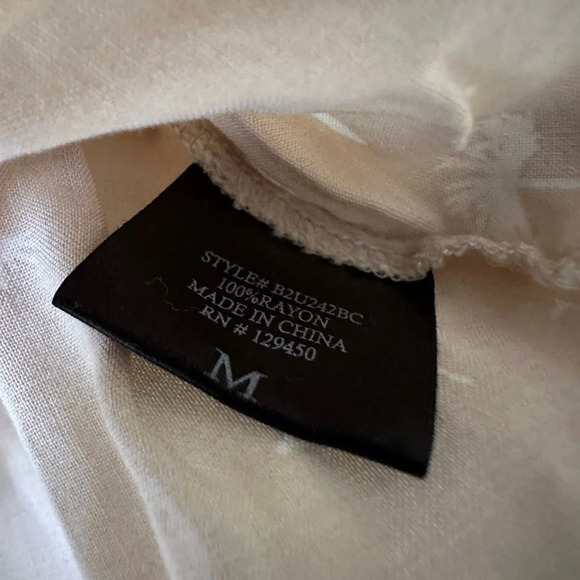 STYLE# B2U242BC
100%RAYON
MADE IN CHINA
RN # 129450
M